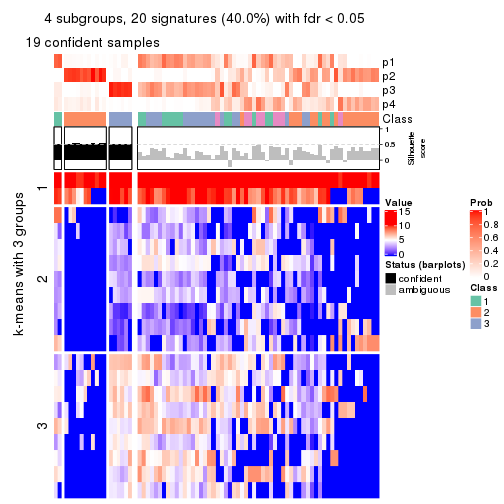 4 subgroups, 20 signatures (40.0%) with fdr < 0.05
19 confident samples
p1
p2
p3
p4
Class
1
0.5
0
Silhouette
score
k-means with 3 groups
1
2
3
Value
15
10
5
0
Status (barplots)
confident
ambiguous
Prob
1
0.8
0.6
0.4
0.2
0
Class
1
2
3